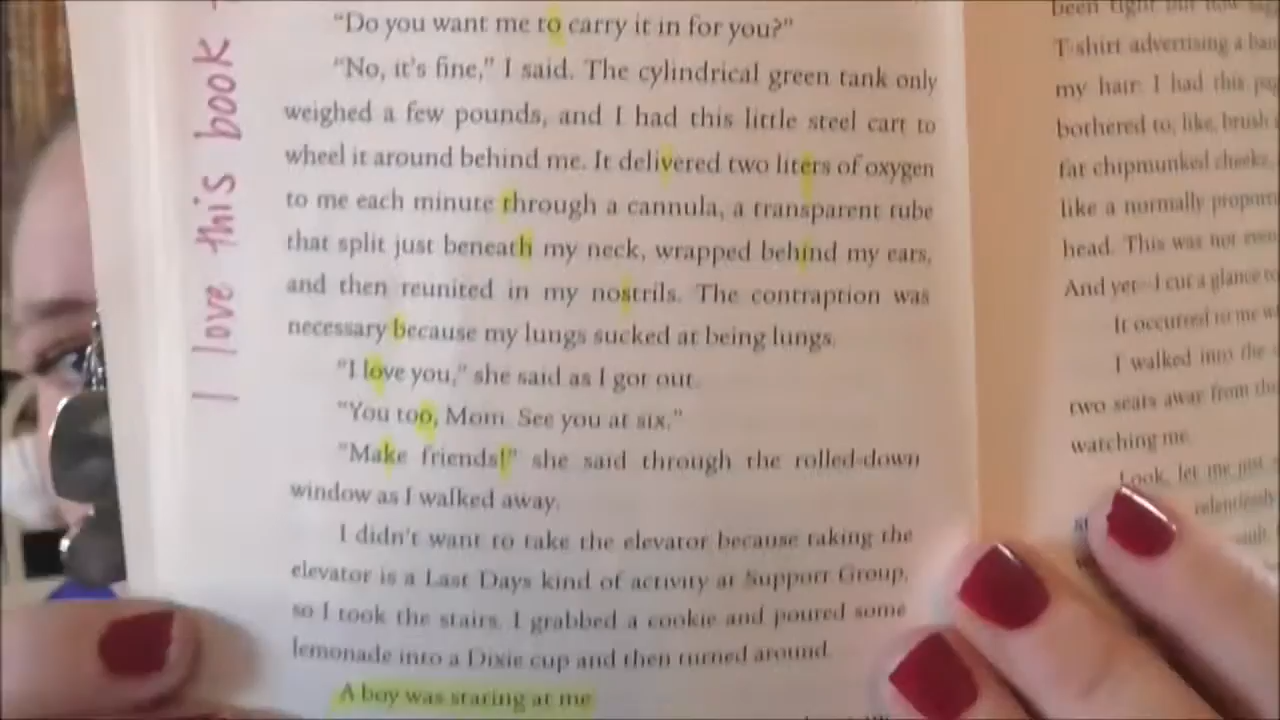 I love this book
"Do you want me to carry it in for you?"
"No, it's fine," I said. The cylindrical green tank only
weighed a few pounds, and I had this little steel cart to
wheel it around behind me. It delivered two liters of oxygen
to me each minute through a cannula, a transparent tube
that split just beneath my neck, wrapped behind my ears,
and then reunited in my nostrils. The contraption was
necessary because my lungs sucked at being lungs.
"I love you," she said as I got out.
"You too, Mom. See you at six."
"Make friends!" she said through the rolled-down
window as I walked away.
I didn't want to take the elevator because taking the
elevator is a Last Days kind of activity at Support Group,
so I took the stairs. I grabbed a cookie and poured some
lemonade into a Dixie cup and then turned around.
A boy was staring at me
been tight but now
T-shirt advertising a
my hair: I had this
bothered to, like, brush
fat chipmunked cheeks,
like a normally
head. This was not
And yet—I cut a glance
It occurred to me
I walked into the
two seats away from
watching me.
Look, let me just
relentlessly